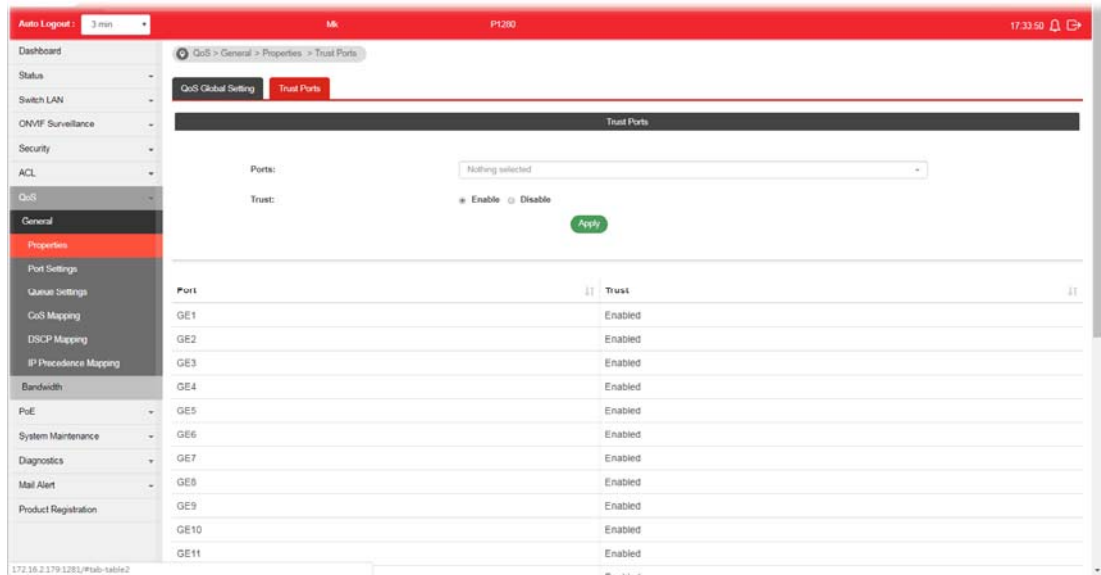 Auto Logout : 3 min Mk P1280 17:33:50
Dashboard
Status
Switch LAN
ONVIF Surveillance
Security
ACL
QoS
General
Properties
Port Settings
Queue Settings
CoS Mapping
DSCP Mapping
IP Precedence Mapping
Bandwidth
PoE
System Maintenance
Diagnostics
Mail Alert
Product Registration
QoS > General > Properties > Trust Ports
QoS Global Setting Trust Ports
Trust Ports
Ports: Nothing selected
Trust: Enable Disable
Apply
Port Trust
GE1 Enabled
GE2 Enabled
GE3 Enabled
GE4 Enabled
GE5 Enabled
GE6 Enabled
GE7 Enabled
GE8 Enabled
GE9 Enabled
GE10 Enabled
GE11 Enabled
172.16.2.179:1281/#tab-table2